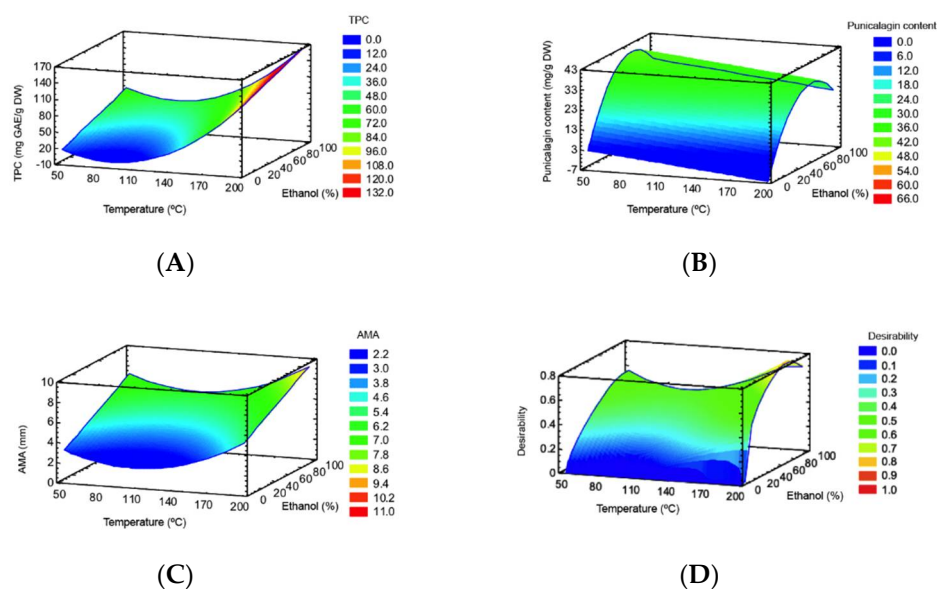 TPC
0.0
12.0
24.0
36.0
48.0
60.0
72.0
84.0
96.0
108.0
120.0
132.0
TPC (mg GAE/g DW)
170
140
110
80
50
20
-10
50 80 110 140 170 200
Temperature (ºC)
0 20 40 60 80 100
Ethanol (%)
(A)
Punicalagin content
0.0
6.0
12.0
18.0
24.0
30.0
36.0
42.0
48.0
54.0
60.0
66.0
Punicalagin content (mg/g DW)
43
33
23
13
3
-7
50 80 110 140 170 200
Temperature (ºC)
0 20 40 60 80 100
Ethanol (%)
(B)
AMA
2.2
3.0
3.8
4.6
5.4
6.2
7.0
7.8
8.6
9.4
10.2
11.0
AMA (mm)
10
8
6
4
2
0
50 80 110 140 170 200
Temperature (ºC)
0 20 40 60 80 100
Ethanol (%)
(C)
Desirability
0.0
0.1
0.2
0.3
0.4
0.5
0.6
0.7
0.8
0.9
1.0
Desirability
0.8
0.6
0.4
0.2
0
50 80 110 140 170 200
Temperature (ºC)
0 20 40 60 80 100
Ethanol (%)
(D)